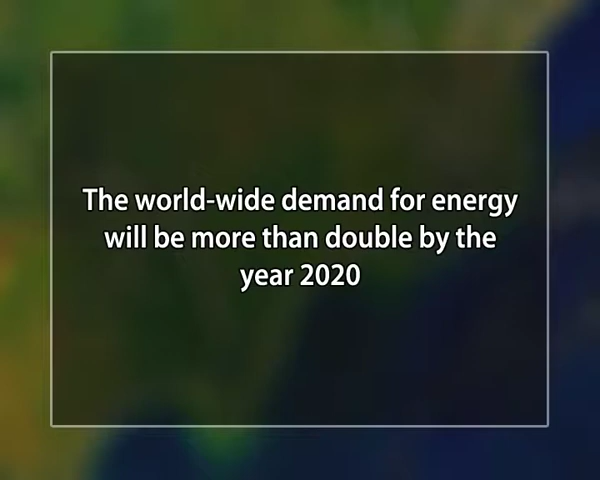 The world-wide demand for energy
will be more than double by the
year 2020